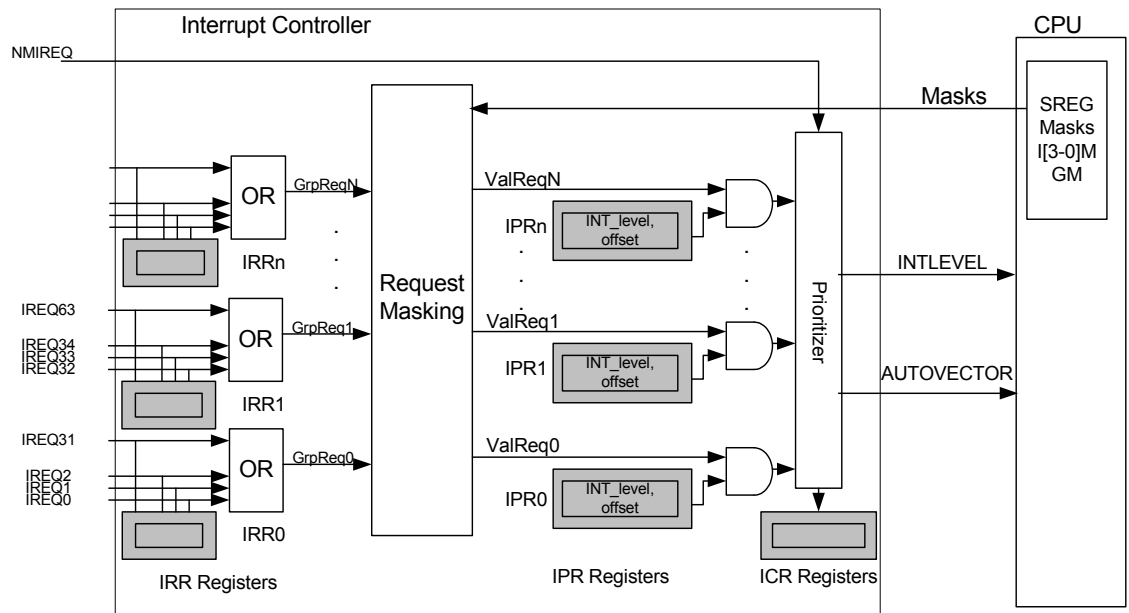 Interrupt Controller
CPU
NMIREQ
Masks
SREG
Masks
I[3-0]M
GM
OR
GrpReqN
IRRn
Request
Masking
ValReqN
IPRn
INT_level,
offset
Prioritizer
INTLEVEL
IREQ63
IREQ34
IREQ33
IREQ32
OR
GrpReq1
IRR1
ValReq1
IPR1
INT_level,
offset
AUTOVECTOR
IREQ31
IREQ2
IREQ1
IREQ0
OR
GrpReq0
IRR0
ValReq0
IPR0
INT_level,
offset
IRR Registers
IPR Registers
ICR Registers